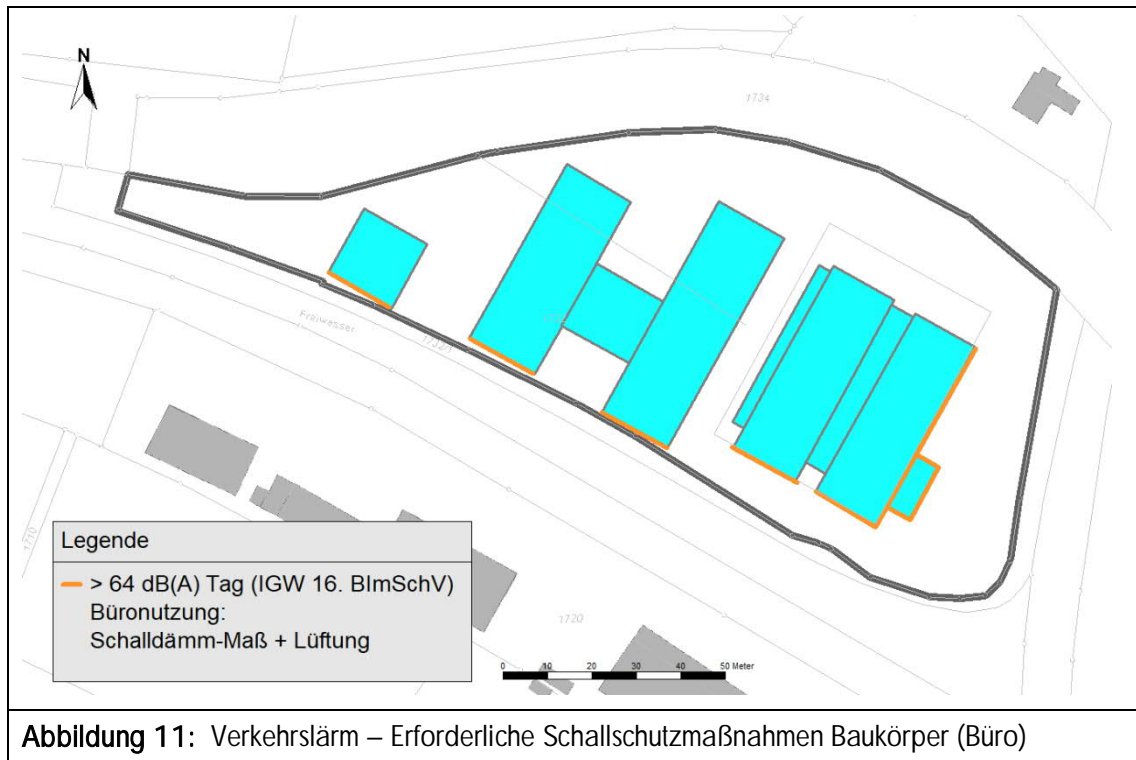 N
1734
Freiwasser
1732/1
1710
Legende
> 64 dB(A) Tag (IGW 16. BImSchV)
Büronutzung:
Schalldämm-Maß + Lüftung
1720
0 10 20 30 40 50 Meter
Abbildung 11: Verkehrslärm – Erforderliche Schallschutzmaßnahmen Baukörper (Büro)